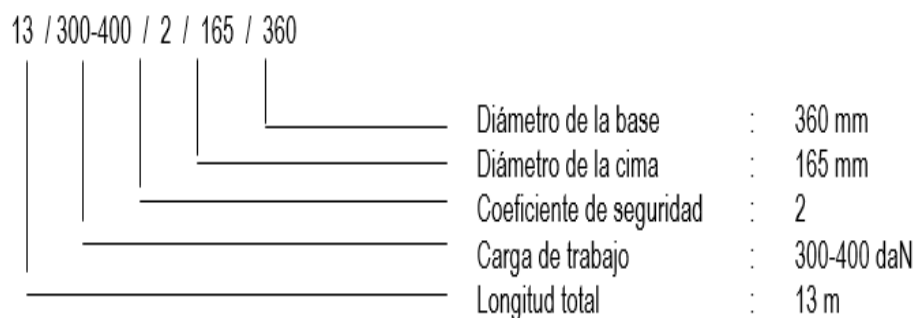 13 / 300-400 / 2 / 165 / 360
Diámetro de la base : 360 mm
Diámetro de la cima : 165 mm
Coeficiente de seguridad : 2
Carga de trabajo : 300-400 daN
Longitud total : 13 m